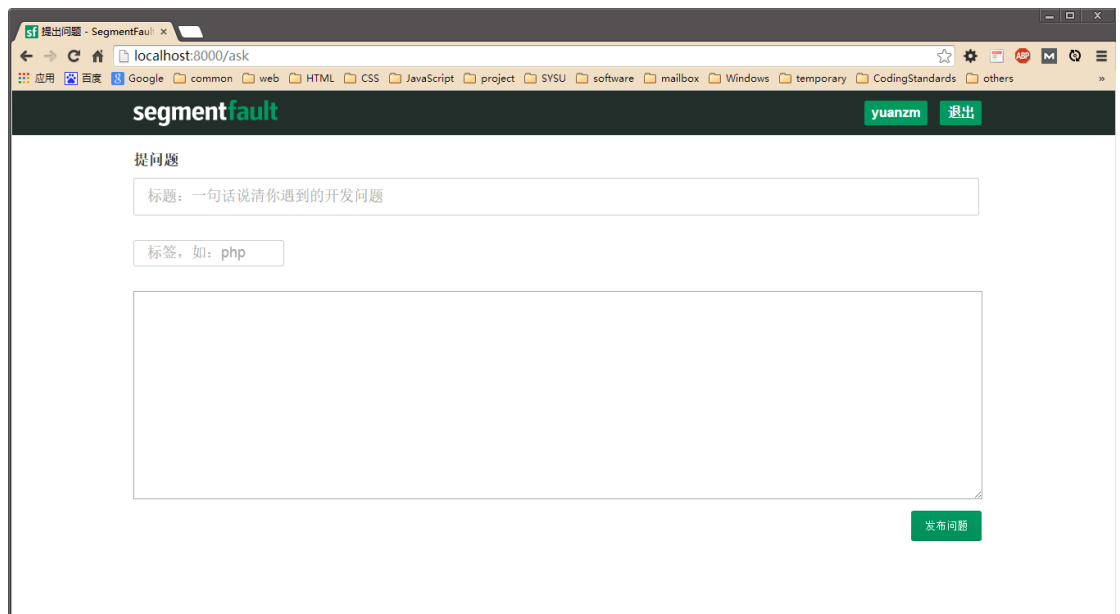 sf 提出问题 - SegmentFault
localhost:8000/ask
应用 百度 Google common web HTML CSS JavaScript project SYSU software mailbox Windows temporary CodingStandards others »
segmentfault yuanzm 退出
提问题
标题：一句话说清你遇到的开发问题
标签，如：php
发布问题